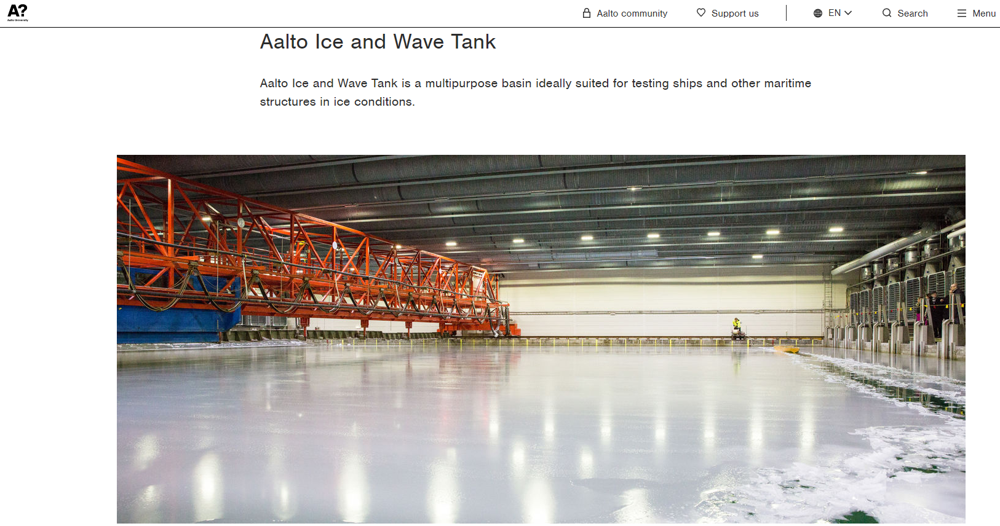 A?
Aalto University
Aalto community
Support us
EN
Search
Menu
Aalto Ice and Wave Tank
Aalto Ice and Wave Tank is a multipurpose basin ideally suited for testing ships and other maritime
structures in ice conditions.